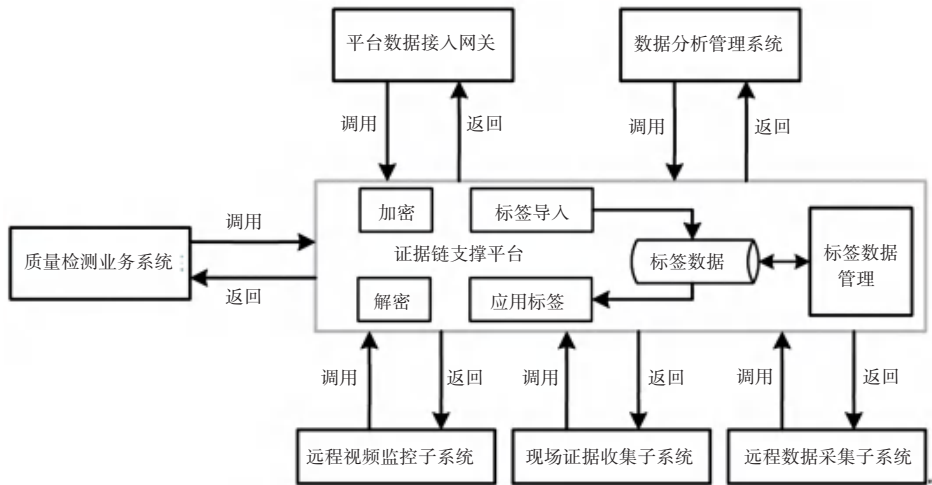 平台数据接入网关
数据分析管理系统
调用
返回
调用
返回
加密
标签导入
调用
质量检测业务系统
返回
证据链支撑平台
标签数据
标签数据
管理
解密
应用标签
调用
返回
调用
返回
调用
返回
远程视频监控子系统
现场证据收集子系统
远程数据采集子系统